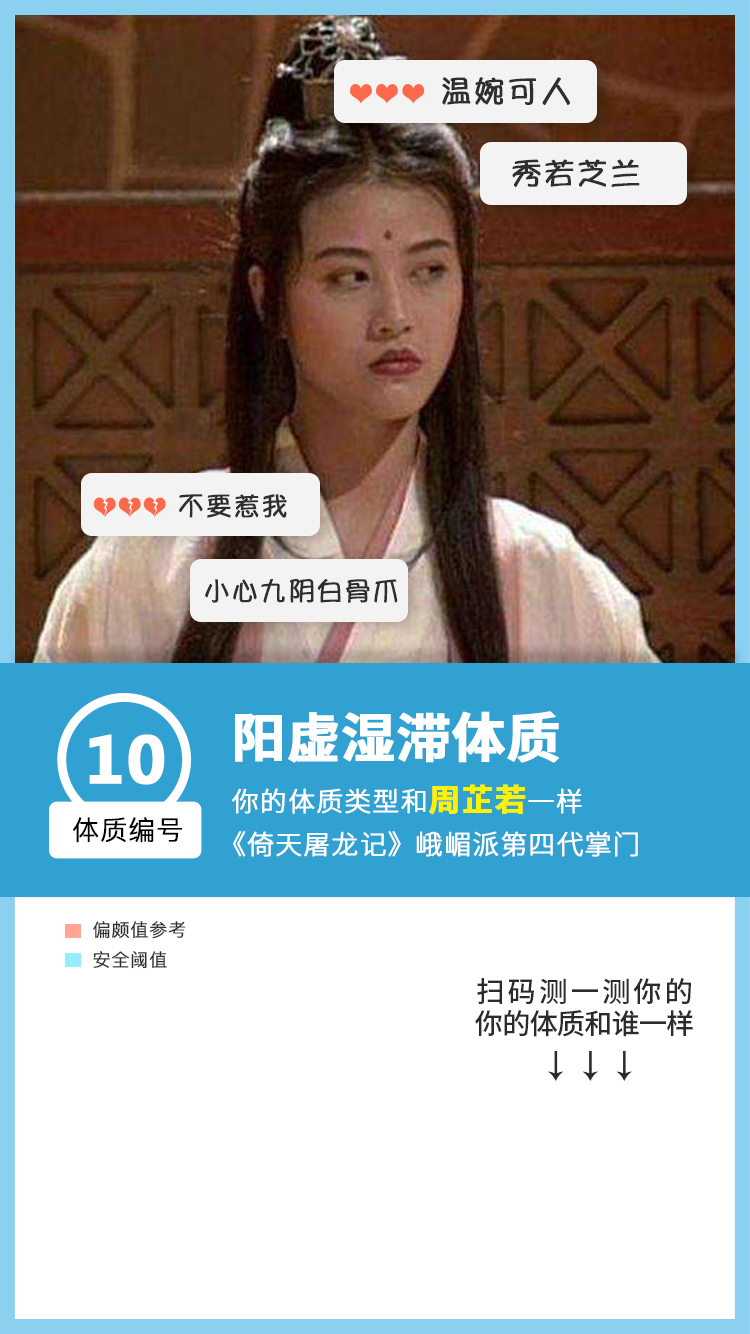 温婉可人
秀若芝兰
不要惹我
小心九阴白骨爪
10
体质编号
阳虚湿滞体质
你的体质类型和周芷若一样
《倚天屠龙记》峨嵋派第四代掌门
偏颇值参考
安全阈值
扫码测一测你的
你的体质和谁一样
↓↓↓